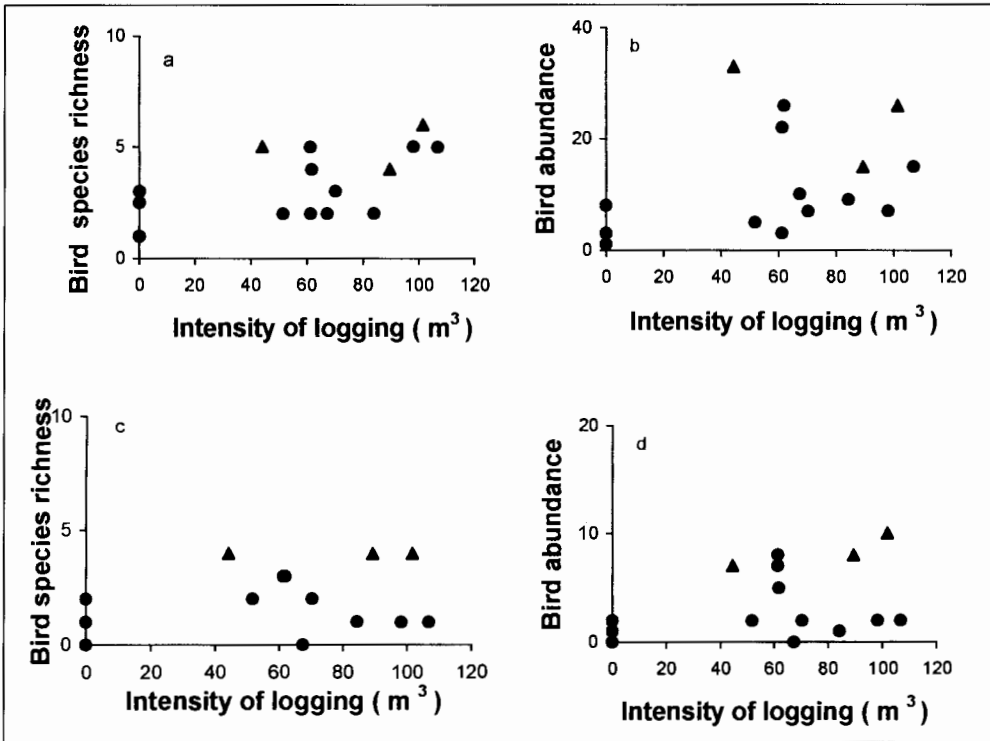 a
Bird species richness
10
5
0
0 20 40 60 80 100 120
Intensity of logging ( m³ )
b
Bird abundance
40
20
0
0 20 40 60 80 100 120
Intensity of logging ( m³ )
c
Bird species richness
10
5
0
0 20 40 60 80 100 120
Intensity of logging ( m³ )
d
Bird abundance
20
10
0
0 20 40 60 80 100 120
Intensity of logging ( m³ )